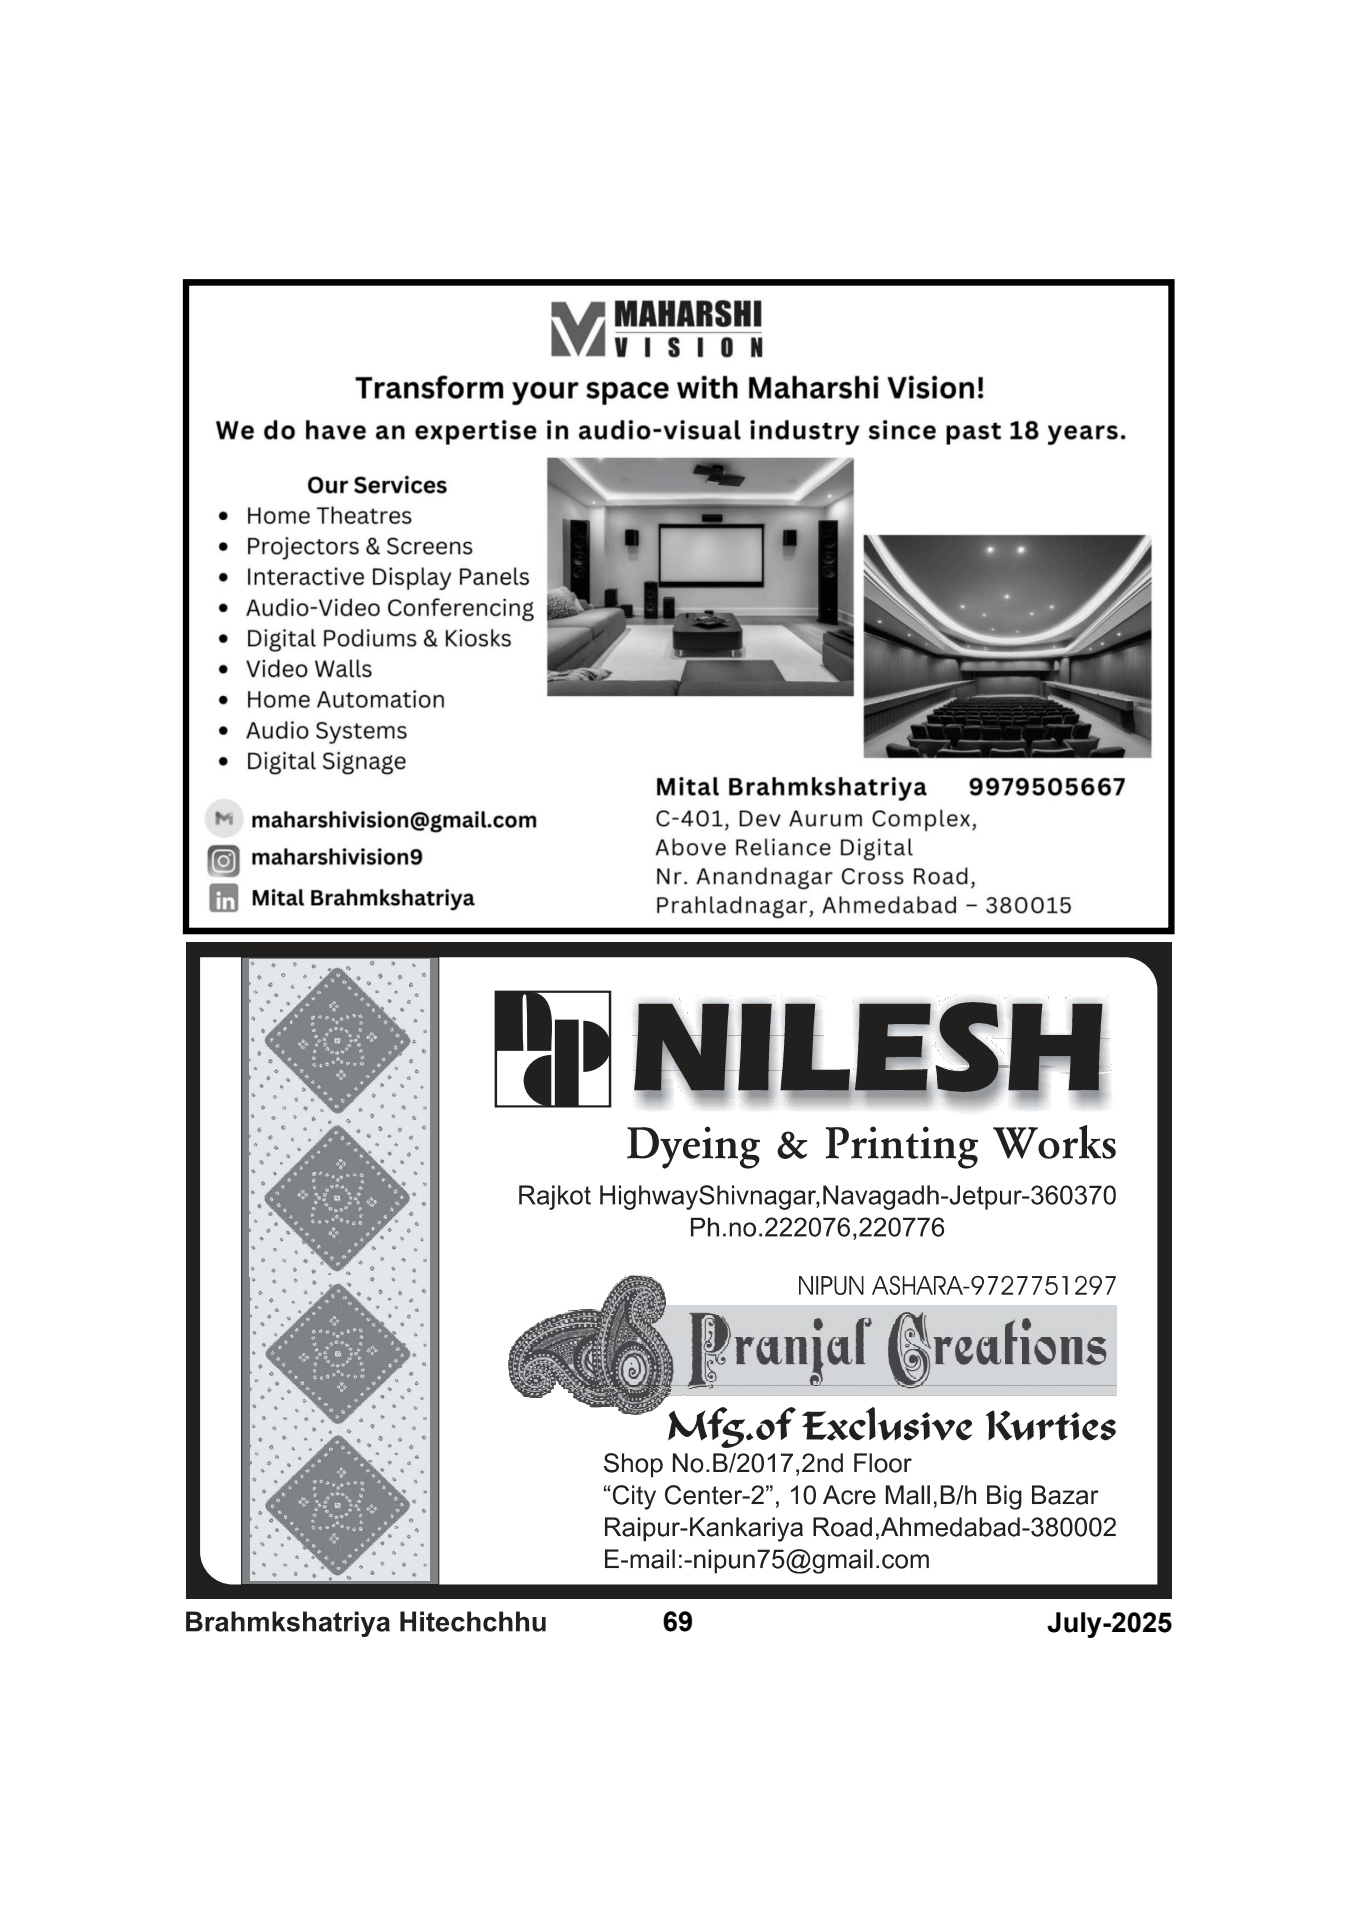 MAHARSHI
VISION
Transform your space with Maharshi Vision!
We do have an expertise in audio-visual industry since past 18 years.
Our Services
• Home Theatres
• Projectors & Screens
• Interactive Display Panels
• Audio-Video Conferencing
• Digital Podiums & Kiosks
• Video Walls
• Home Automation
• Audio Systems
• Digital Signage
maharshivision@gmail.com
maharshivision9
in Mital Brahmkshatriya
Mital Brahmkshatriya 9979505667
C-401, Dev Aurum Complex,
Above Reliance Digital
Nr. Anandnagar Cross Road,
Prahladnagar, Ahmedabad – 380015
ndp NILESH
Dyeing & Printing Works
Rajkot HighwayShivnagar,Navagadh-Jetpur-360370
Ph.no.222076,220776
NIPUN ASHARA-9727751297
Pranjal Creations
Mfg.of Exclusive Kurties
Shop No.B/2017,2nd Floor
“City Center-2”, 10 Acre Mall,B/h Big Bazar
Raipur-Kankariya Road,Ahmedabad-380002
E-mail:-nipun75@gmail.com
Brahmkshatriya Hitechchhu 69 July-2025